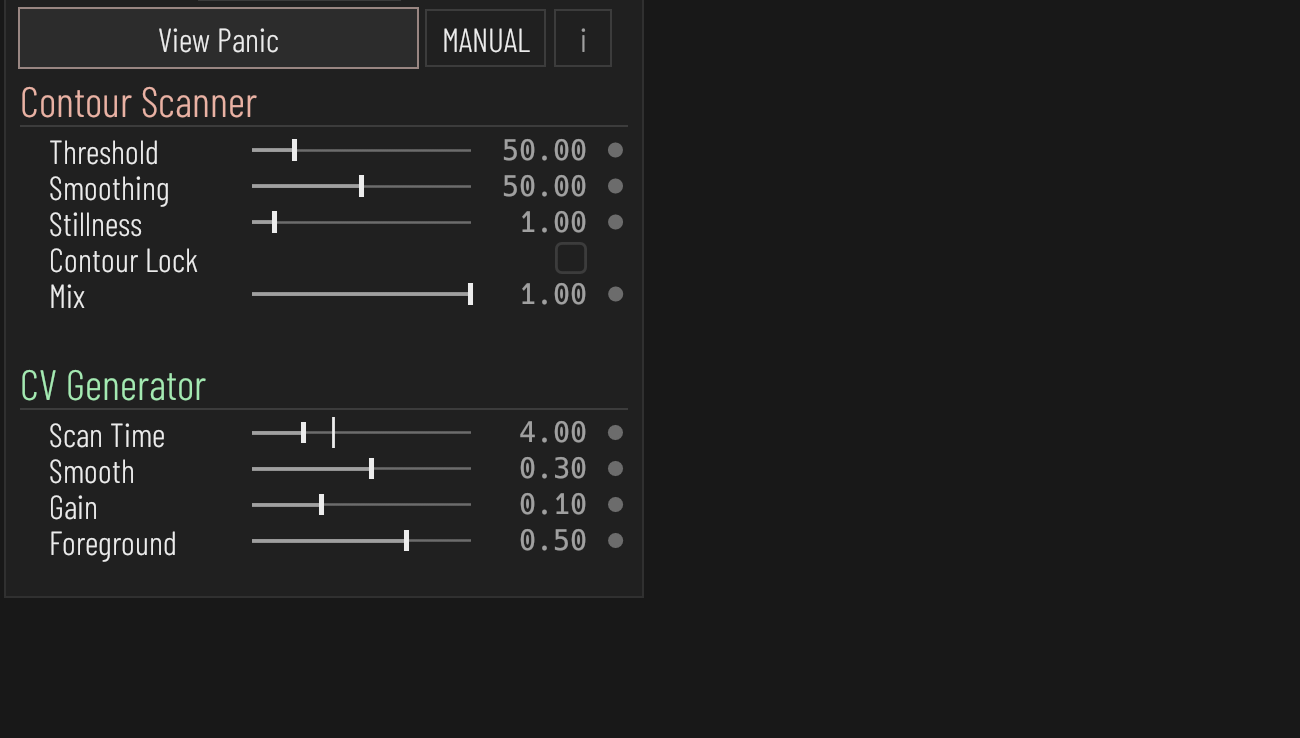 View Panic MANUAL i
Contour Scanner
Threshold 50.00
Smoothing 50.00
Stillness 1.00
Contour Lock
Mix 1.00
CV Generator
Scan Time 4.00
Smooth 0.30
Gain 0.10
Foreground 0.50